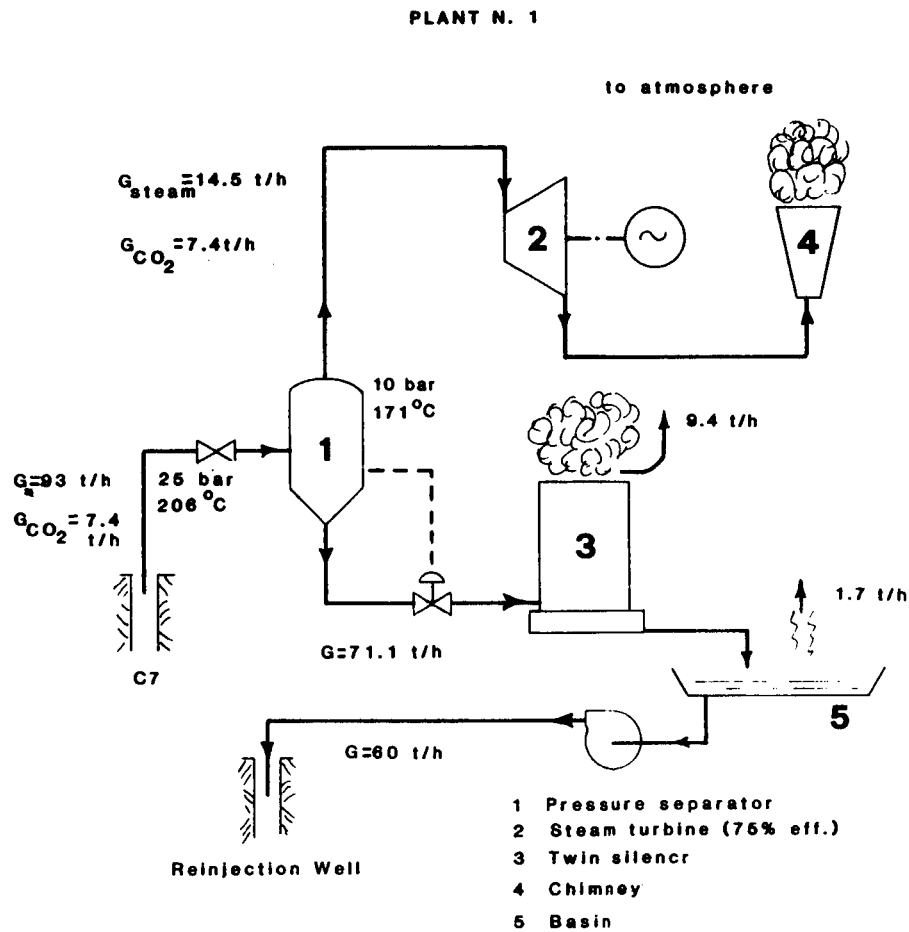 PLANT N. 1
to atmosphere
G steam=14.5 t/h
G CO2=7.4t/h
2
~
4
10 bar
171°C
1
9.4 t/h
G=93 t/h
25 bar
206°C
GCO2=7.4
t/h
3
1.7 t/h
C7
G=71.1 t/h
5
G=60 t/h
Reinjection Well
1 Pressure separator
2 Steam turbine (75% eff.)
3 Twin silencr
4 Chimney
5 Basin